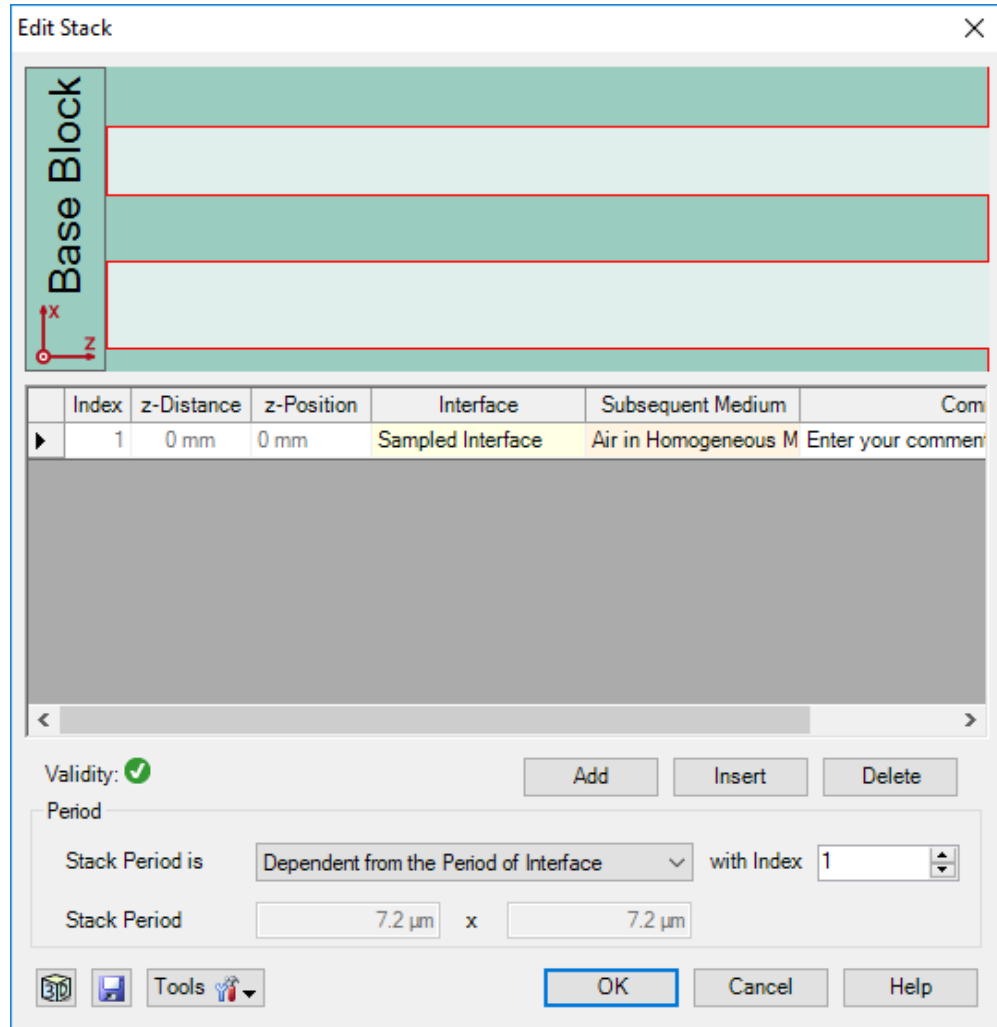 Edit Stack
Base Block
x
z
Index z-Distance z-Position Interface Subsequent Medium Com
1 0 mm 0 mm Sampled Interface Air in Homogeneous M Enter your commen
Validity:
Add Insert Delete
Period
Stack Period is Dependent from the Period of Interface with Index 1
Stack Period 7.2 µm x 7.2 µm
3D Tools OK Cancel Help